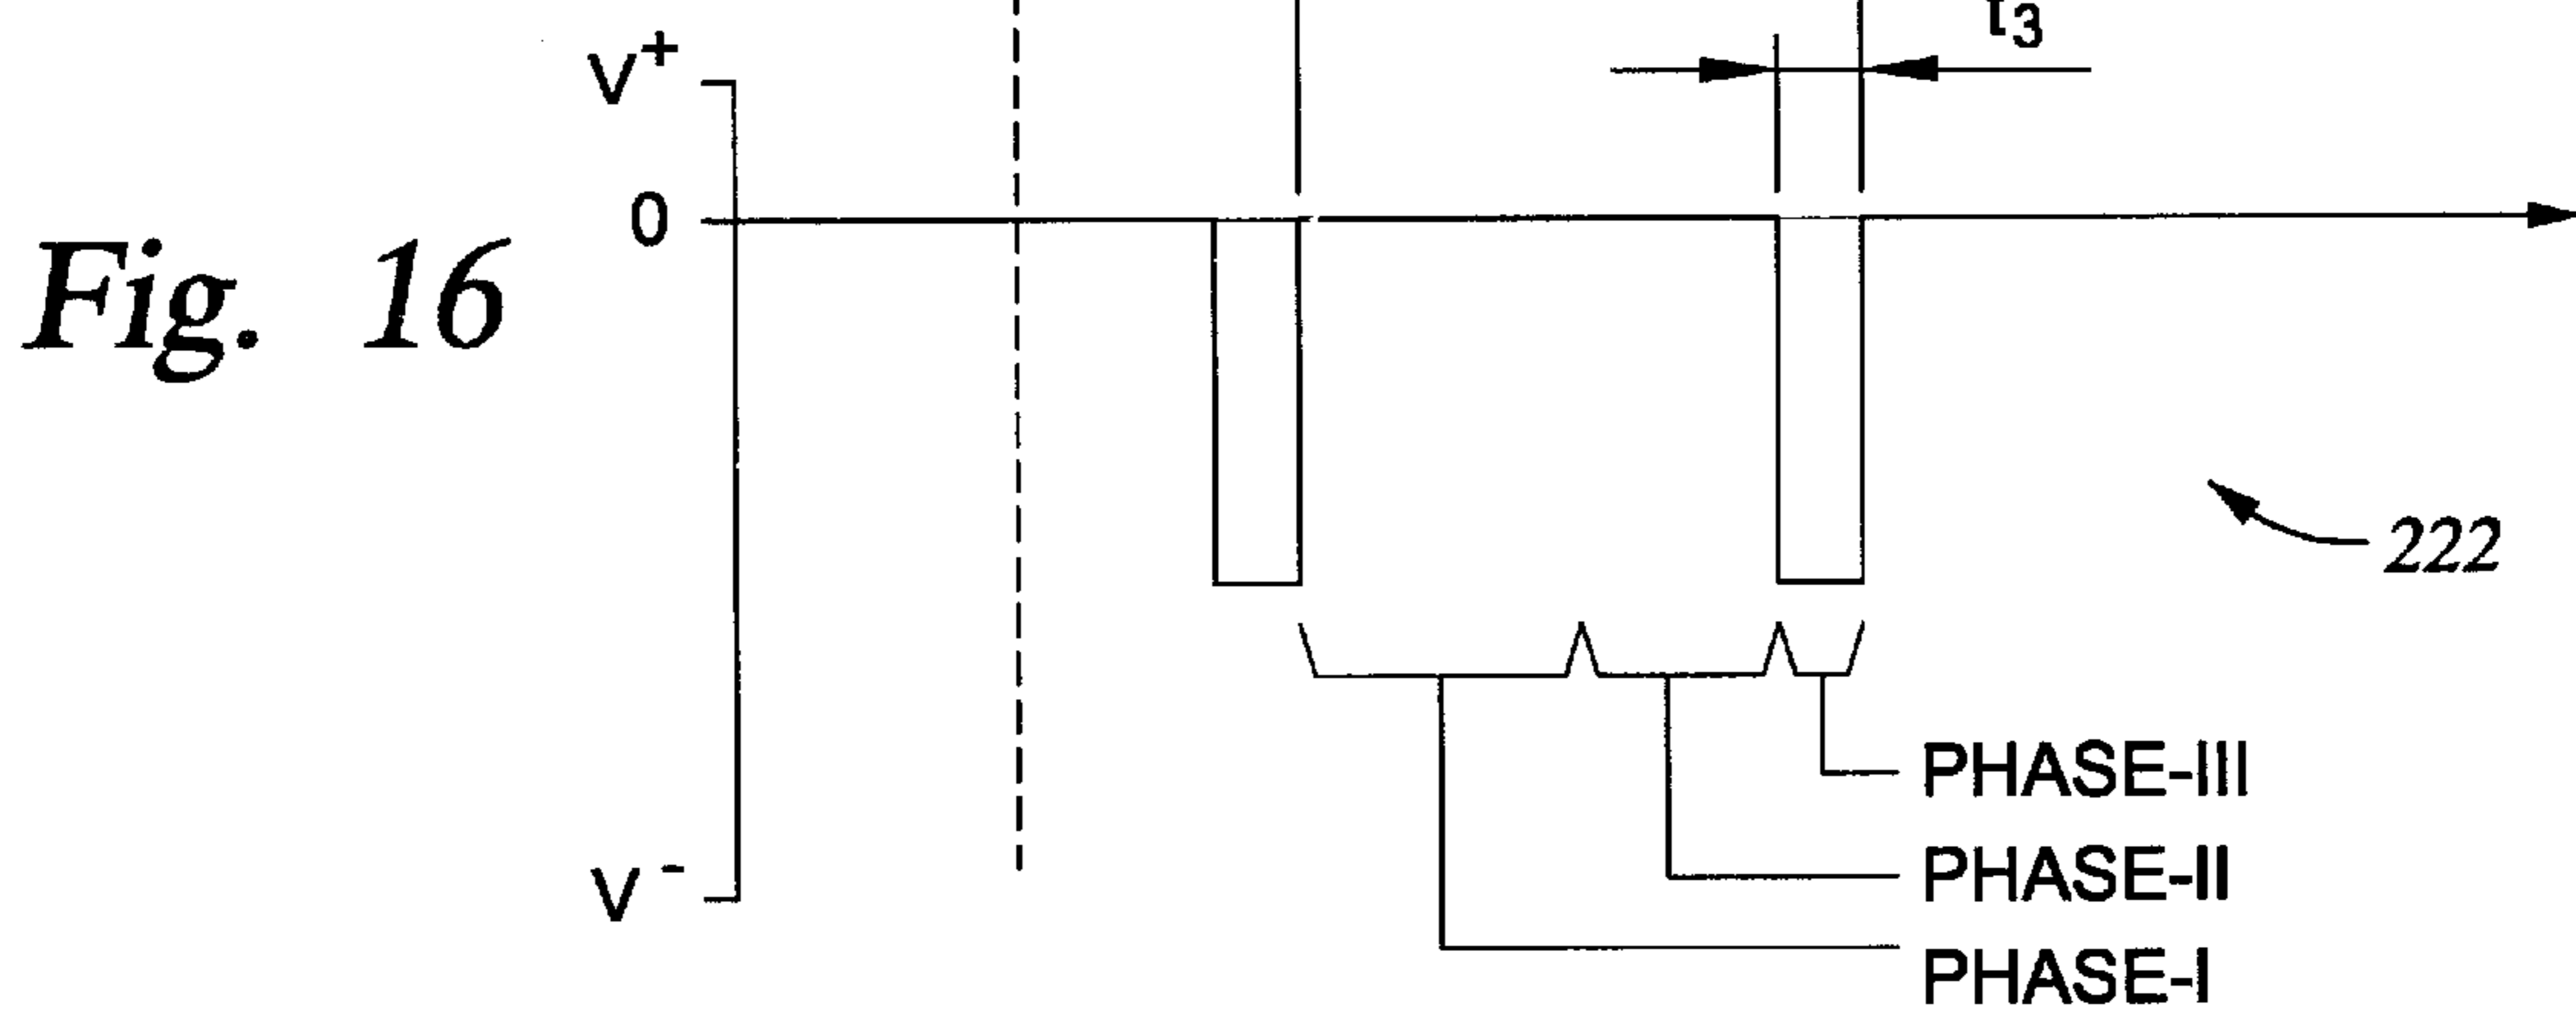 t3
V+
0
Fig. 16
222
PHASE-III
PHASE-II
V-
PHASE-I